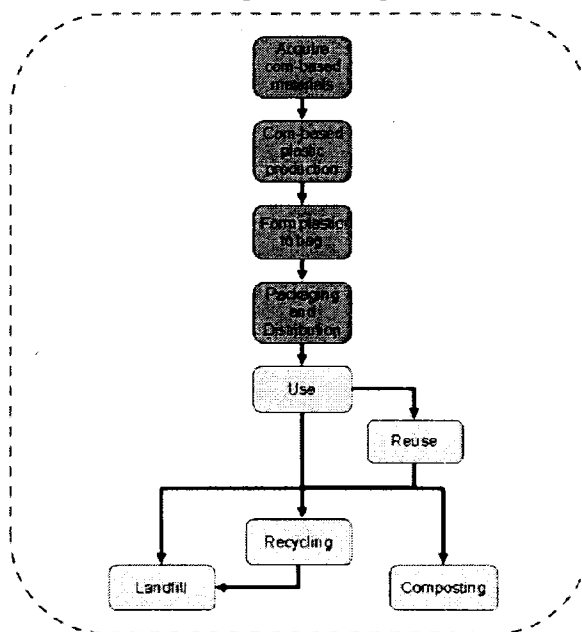 Acquire
corn-based
materials
Corn-based
plastic
production
Form plastic
to bag
Packaging
and
Distribution
Use
Reuse
Recycling
Landfill
Composting